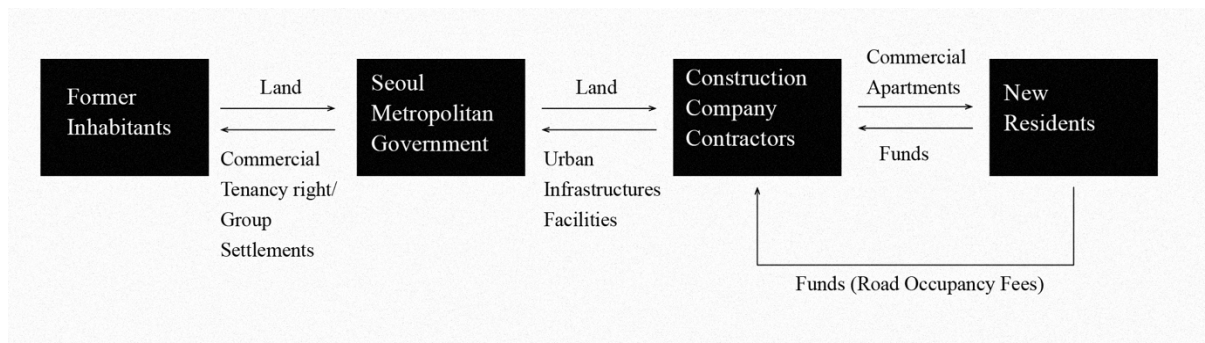 Former
Inhabitants
Land
Commercial
Tenancy right/
Group
Settlements
Seoul
Metropolitan
Government
Land
Urban
Infrastructures
Facilities
Construction
Company
Contractors
Commercial
Apartments
Funds
New
Residents
Funds (Road Occupancy Fees)